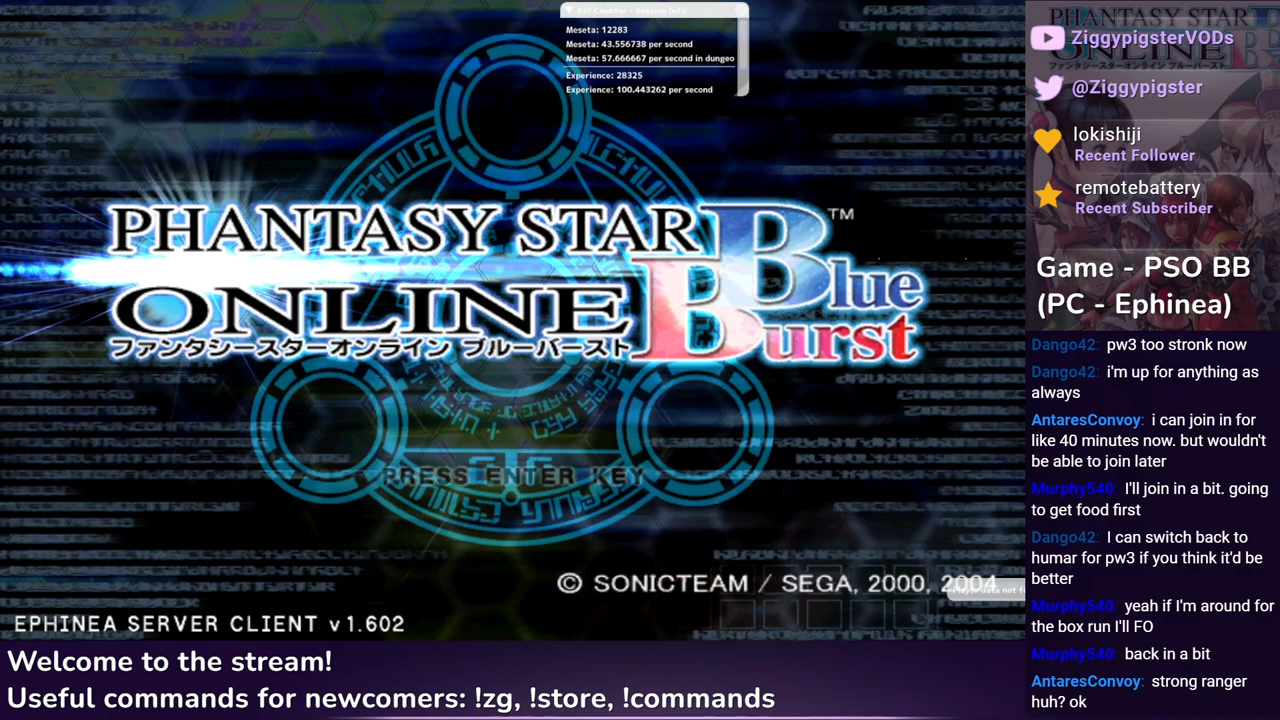 Kill Counter - Session Info
Meseta: 12283
Meseta: 43.556738 per second
Meseta: 57.666667 per second in dungeo
Experience: 28325
Experience: 100.443262 per second
PHANTASY STAR
ONLINE
Blue
Burst
™
ファンタシースターオンライン ブルーバースト
PRESS ENTER KEY
© SONICTEAM / SEGA, 2000, 2004
EPHINEA SERVER CLIENT v1.602
Welcome to the stream!
Useful commands for newcomers: !zg, !store, !commands
PHANTASY STAR
ZiggypigsterVODs
@Ziggypigster
lokishiji
Recent Follower
remotebattery
Recent Subscriber
Game - PSO BB
(PC - Ephinea)
Dango42: pw3 too stronk now
Dango42: i'm up for anything as
always
AntaresConvoy: i can join in for
like 40 minutes now. but wouldn't
be able to join later
Murphy540: I'll join in a bit. going
to get food first
Dango42: I can switch back to
humar for pw3 if you think it'd be
better
Murphy540: yeah if I'm around for
the box run I'll FO
Murphy540: back in a bit
AntaresConvoy: strong ranger
huh? ok